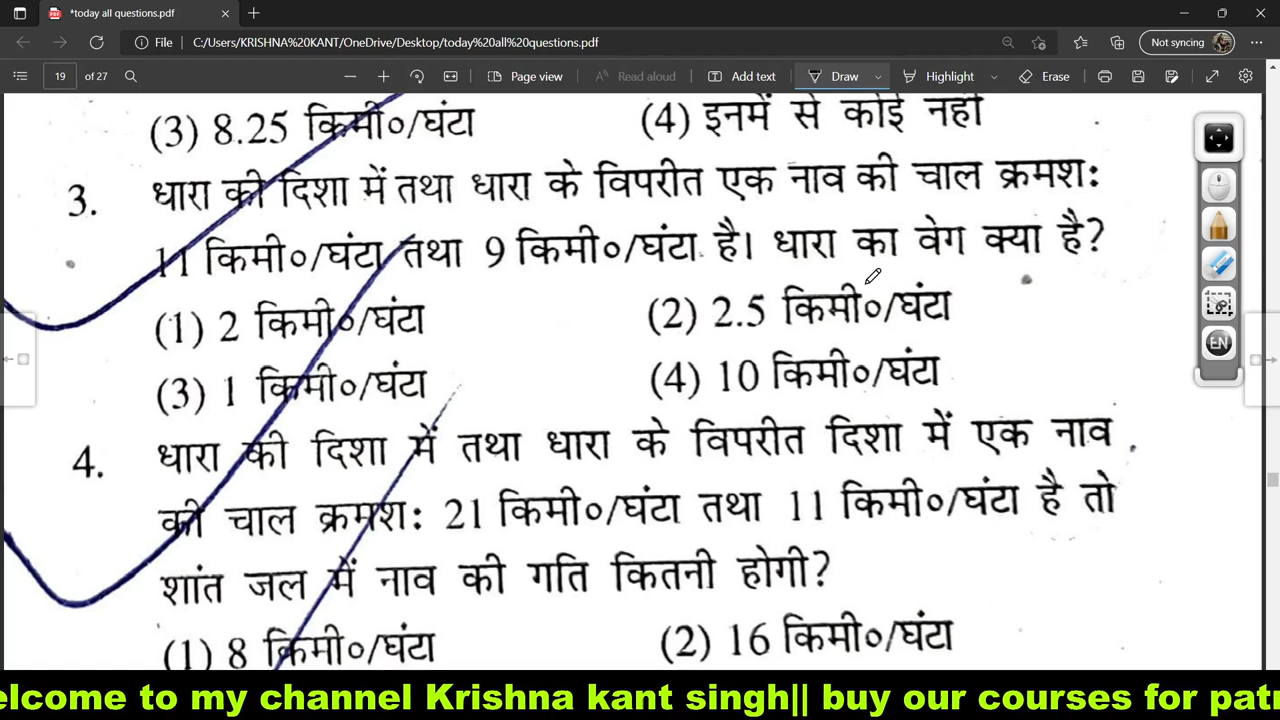 *today all questions.pdf
File C:/Users/KRISHNA%20KANT/OneDrive/Desktop/today%20all%20questions.pdf Not syncing
19 of 27 Page view Read aloud Add text Draw Highlight Erase
(3) 8.25 किमी०/घंटा (4) इनमें से कोई नहीं
3. धारा की दिशा में तथा धारा के विपरीत एक नाव की चाल क्रमशः
11 किमी०/घंटा तथा 9 किमी०/घंटा है। धारा का वेग क्या है?
(1) 2 किमी०/घंटा (2) 2.5 किमी०/घंटा
(3) 1 किमी०/घंटा (4) 10 किमी०/घंटा
4. धारा की दिशा में तथा धारा के विपरीत दिशा में एक नाव
की चाल क्रमशः 21 किमी०/घंटा तथा 11 किमी०/घंटा है तो
शांत जल में नाव की गति कितनी होगी?
(1) 8 किमी०/घंटा (2) 16 किमी०/घंटा
EN
elcome to my channel Krishna kant singh|| buy our courses for pat